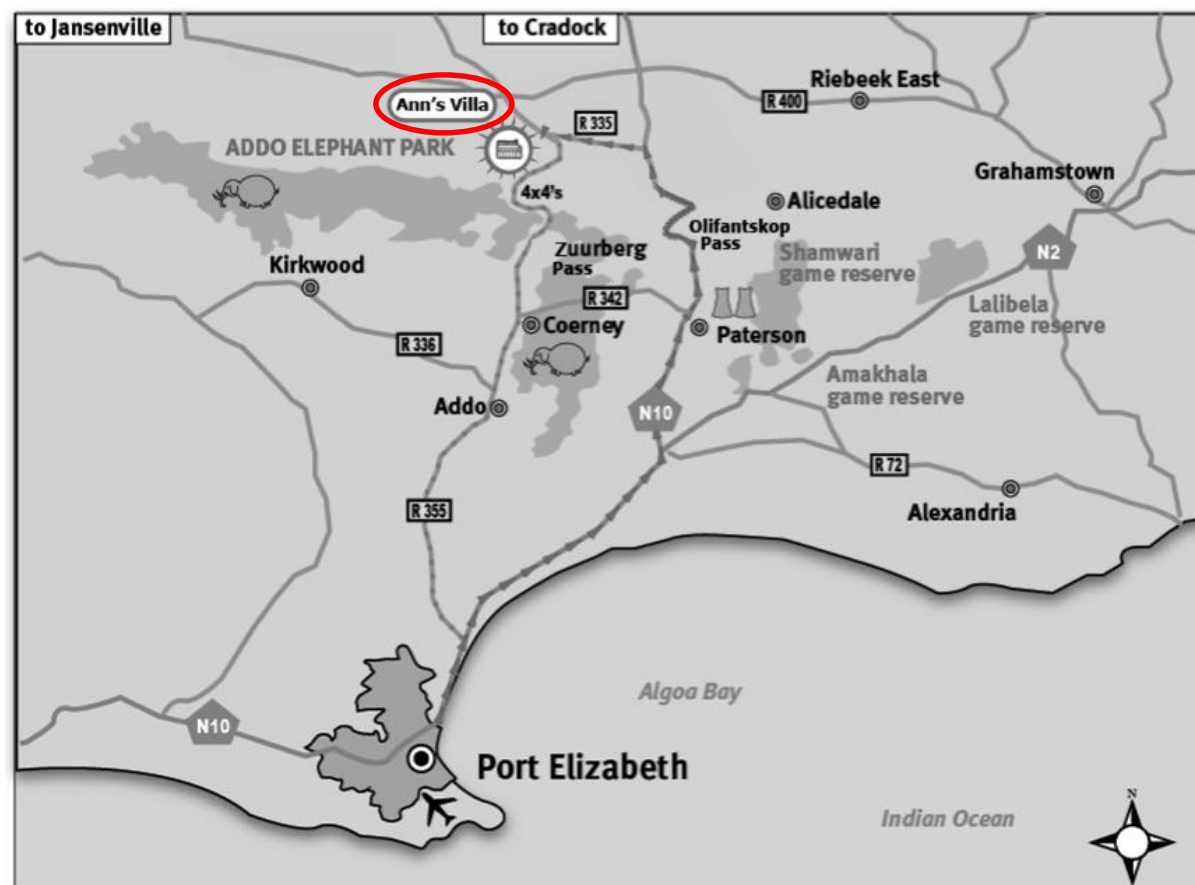 to Jansenville
to Cradock
Ann's Villa
Riebeek East
R 400
R 335
ADDO ELEPHANT PARK
Grahamstown
4x4's
Alicedale
Olifantskop
Pass
Zuurberg
Pass
Shamwari
game reserve
N2
Kirkwood
R 342
Lalibela
game reserve
Coerney
Paterson
R 336
Amakhala
game reserve
Addo
N10
R 72
R 355
Alexandria
Algoa Bay
N10
Port Elizabeth
N
Indian Ocean